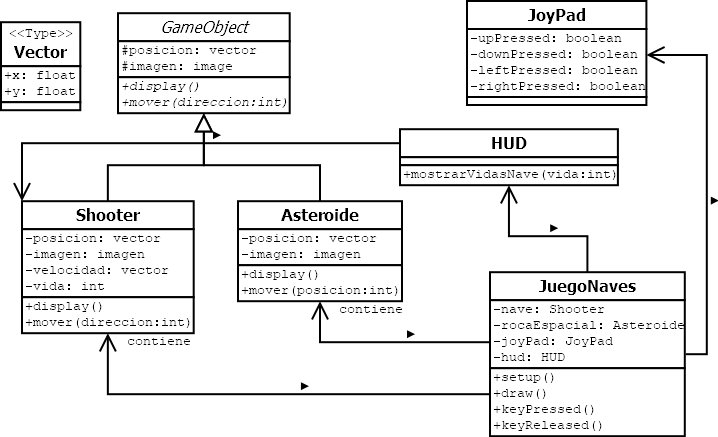 <<Type>>
Vector
+x: float
+y: float
GameObject
#posicion: vector
#imagen: image
+display()
+mover(direccion:int)
JoyPad
-upPressed: boolean
-downPressed: boolean
-leftPressed: boolean
-rightPressed: boolean
HUD
+mostrarVidasNave(vida:int)
Shooter
-posicion: vector
-imagen: imagen
-velocidad: vector
-vida: int
+display()
+mover(direccion:int)
contiene
Asteroide
-posicion: vector
-imagen: imagen
+display()
+mover(posicion:int)
contiene
JuegoNaves
-nave: Shooter
-rocaEspacial: Asteroide
-joyPad: JoyPad
-hud: HUD
+setup()
+draw()
+keyPressed()
+keyReleased()